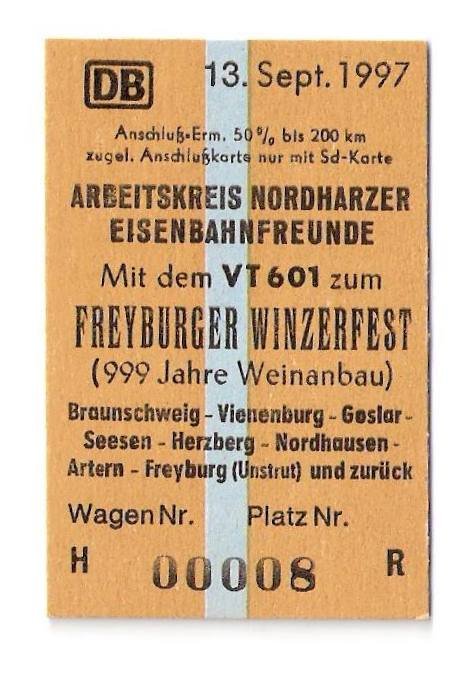 DB 13. Sept. 1997
Anschluß-Erm. 50% bis 200 km
zugel. Anschlußkarte nur mit Sd-Karte
ARBEITSKREIS NORDHARZER
EISENBAHNFREUNDE
Mit dem VT 601 zum
FREYBURGER WINZERFEST
(999 Jahre Weinanbau)
Braunschweig - Vienenburg - Goslar-
Seesen - Herzberg - Nordhausen -
Artern - Freyburg (Unstrut) und zurück
Wagen Nr. Platz Nr.
H 00008 R